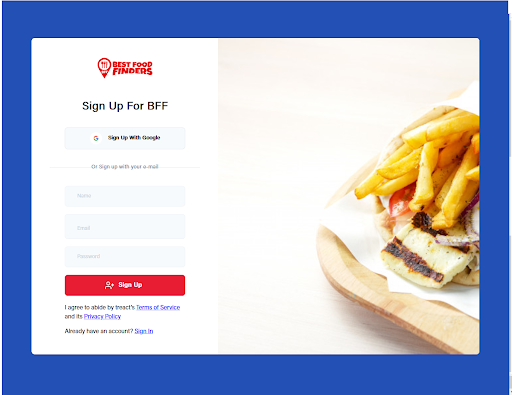 BEST FOOD
FINDERS
Sign Up For BFF
Sign Up With Google
Or Sign up with your e-mail
Name
Email
Password
Sign Up
I agree to abide by treact's Terms of Service
and its Privacy Policy
Already have an account? Sign In